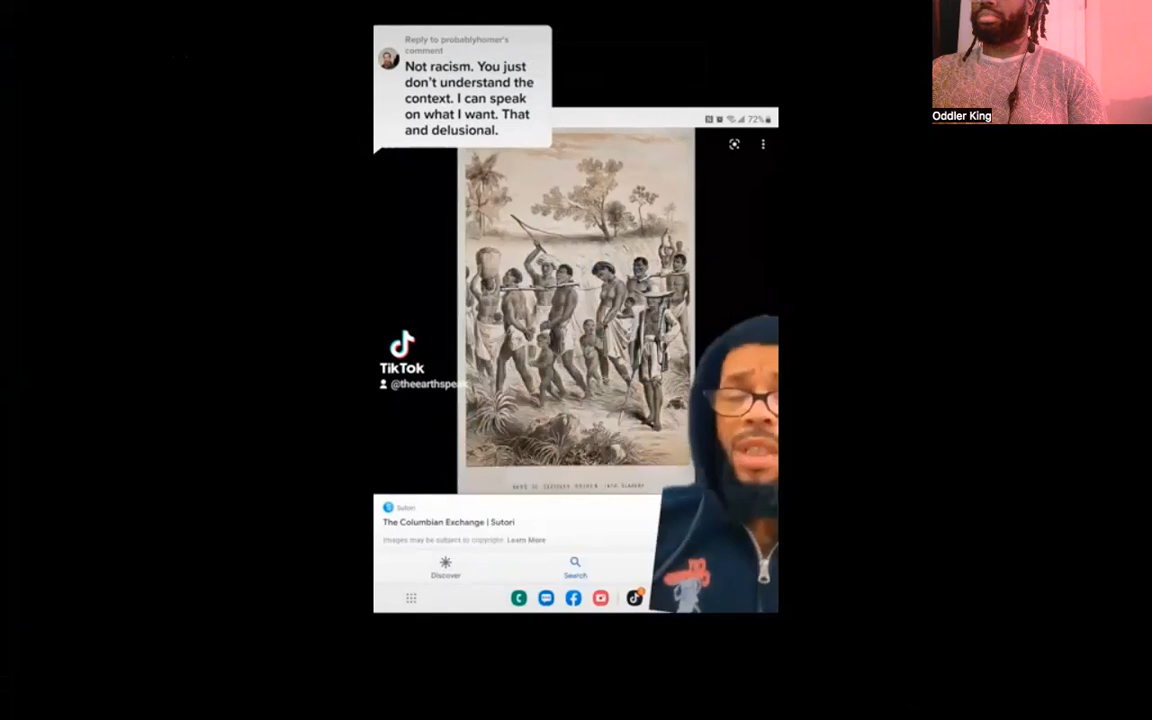 Reply to probablyhomer's
comment
Not racism. You just
don't understand the
context. I can speak
on what I want. That
and delusional.
72%
Oddler King
TikTok
@theearthspeak
Sutori
The Columbian Exchange | Sutori
Images may be subject to copyright. Learn More
Discover
Search